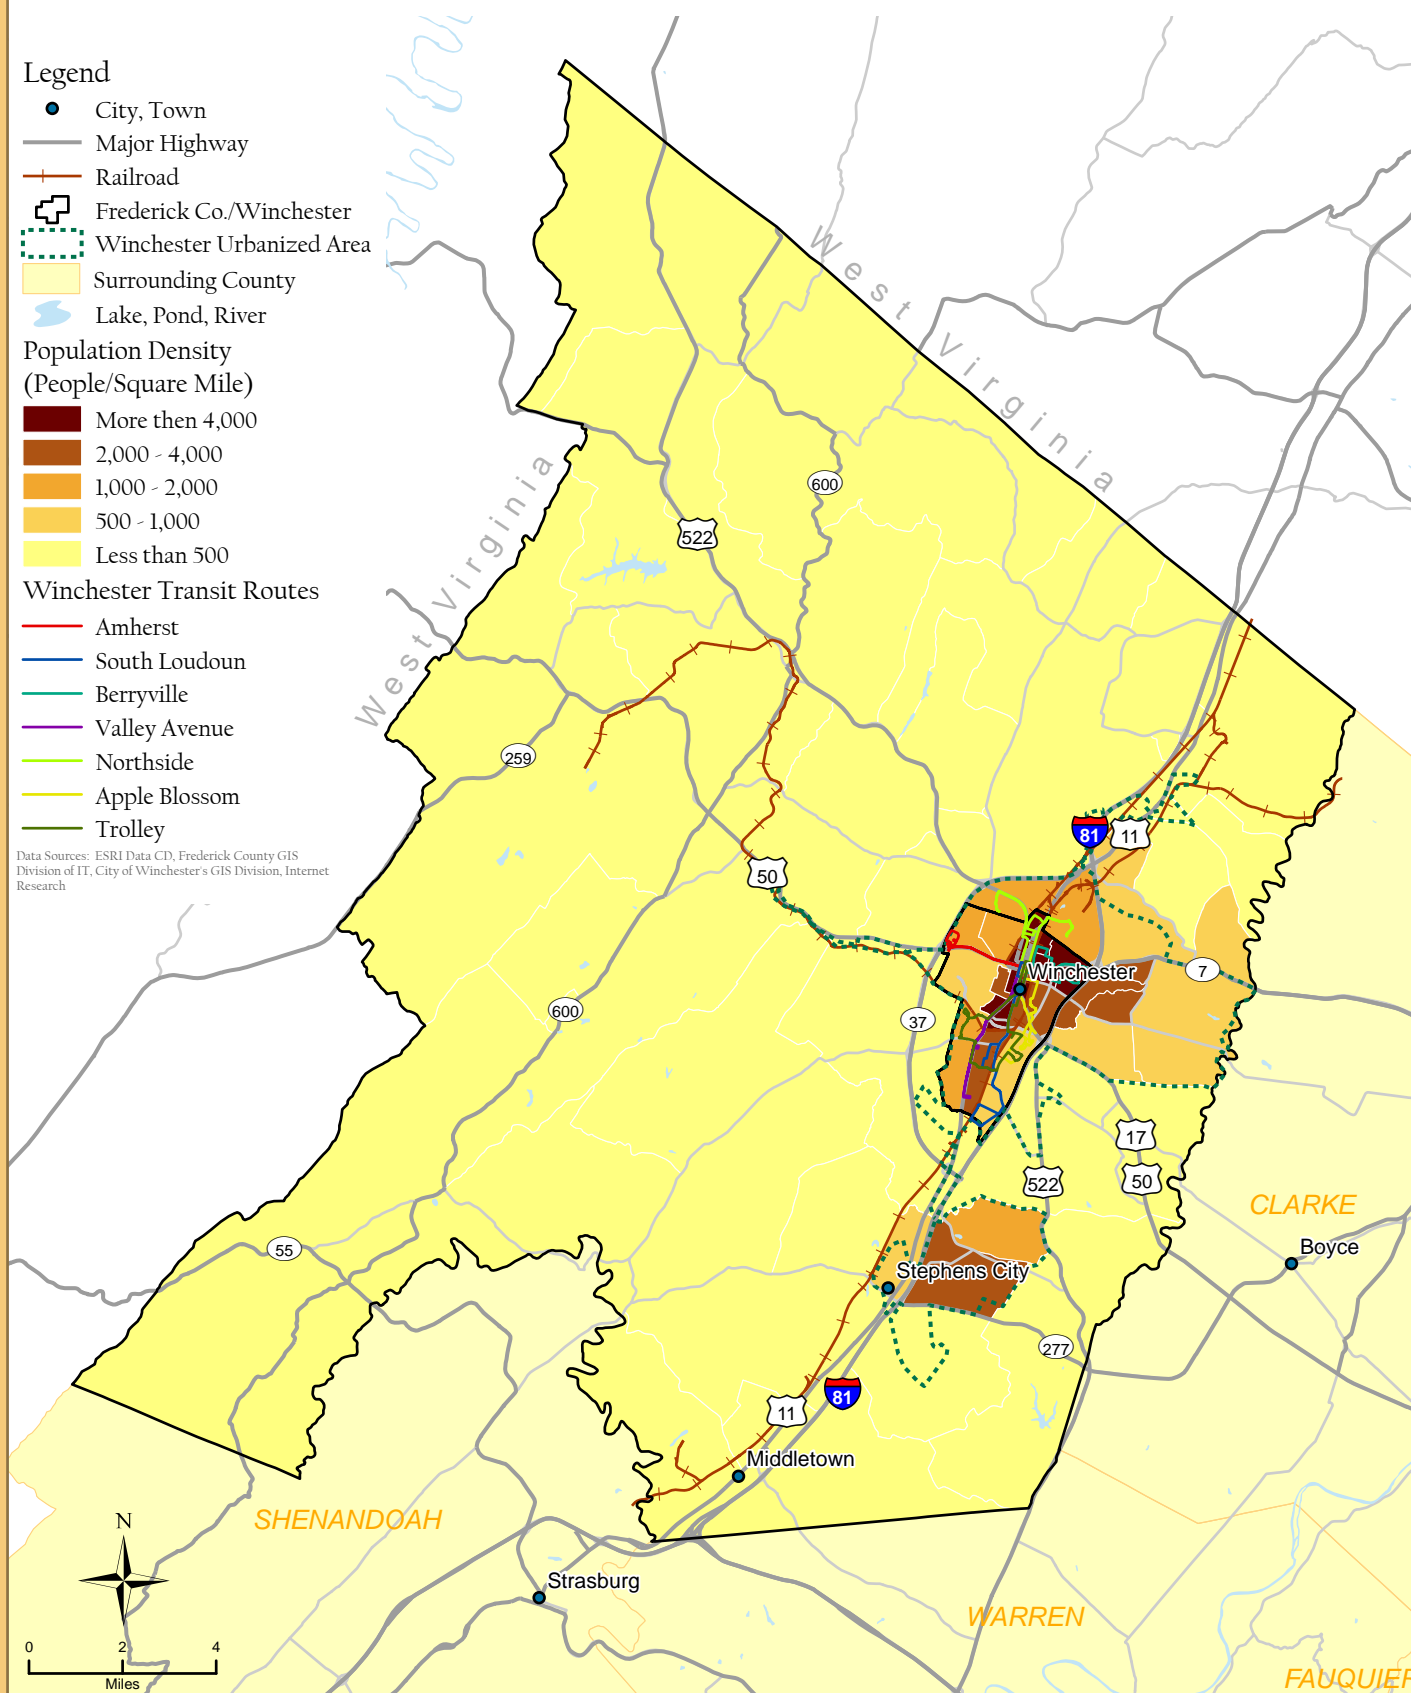 Legend
City, Town
Major Highway
Railroad
Frederick Co./Winchester
Winchester Urbanized Area
Surrounding County
Lake, Pond, River
Population Density
(People/Square Mile)
More then 4,000
2,000 - 4,000
1,000 - 2,000
500 - 1,000
Less than 500
Winchester Transit Routes
Amherst
South Loudoun
Berryville
Valley Avenue
Northside
Apple Blossom
Trolley
Data Sources: ESRI Data CD, Frederick County GIS
Division of IT, City of Winchester's GIS Division, Internet
Research
West Virginia
West Virginia
600
522
259
81
11
50
7
Winchester
600
37
17
522
50
CLARKE
55
Boyce
Stephens City
277
81
11
Middletown
SHENANDOAH
N
Strasburg
WARREN
0 2 4
Miles
FAUQUIER